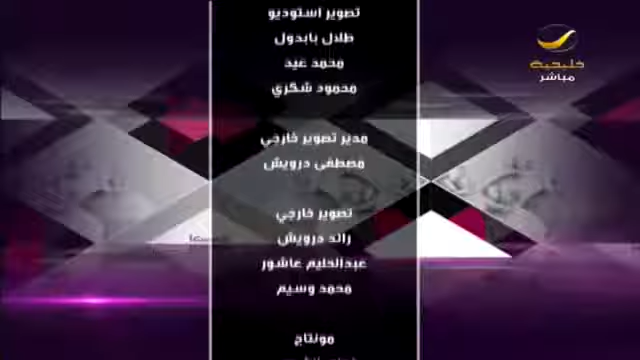 تصوير استوديو
طلال بابدول
محمد عيد
محمود شكري
مدير تصوير خارجي
مصطفى درويش
تصوير خارجي
رائد درويش
عبدالحليم عاشور
محمد وسيم
مونتاج
خليجية
مباشر